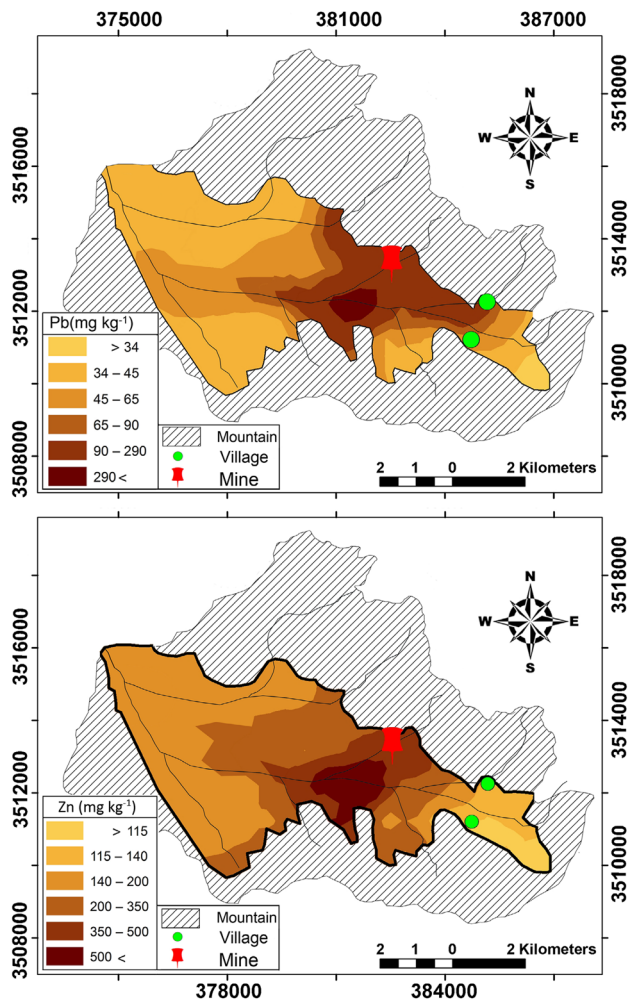 375000 381000 387000
N
W E
S
3518000
3516000
3514000
3512000
3510000
3508000
Pb(mg kg⁻¹)
> 34
34 – 45
45 – 65
65 – 90
90 – 290
290 <
Mountain
Village
Mine
2 1 0 2 Kilometers
N
W E
S
3518000
3516000
3514000
3512000
3510000
3508000
Zn (mg kg⁻¹)
> 115
115 – 140
140 – 200
200 – 350
350 – 500
500 <
Mountain
Village
Mine
2 1 0 2 Kilometers
378000 384000